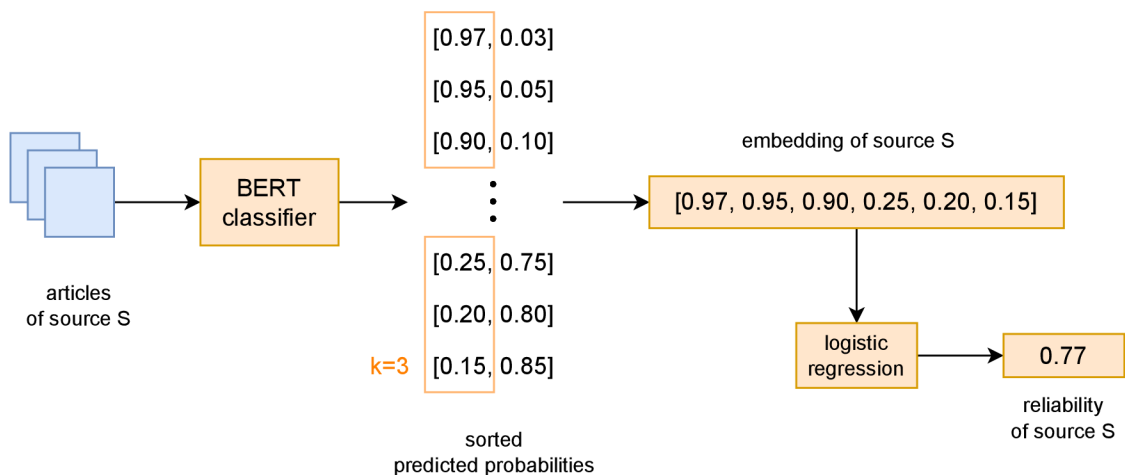 articles
of source S
BERT
classifier
[0.97, 0.03]
[0.95, 0.05]
[0.90, 0.10]
[0.25, 0.75]
[0.20, 0.80]
k=3
[0.15, 0.85]
sorted
predicted probabilities
embedding of source S
[0.97, 0.95, 0.90, 0.25, 0.20, 0.15]
logistic
regression
0.77
reliability
of source S